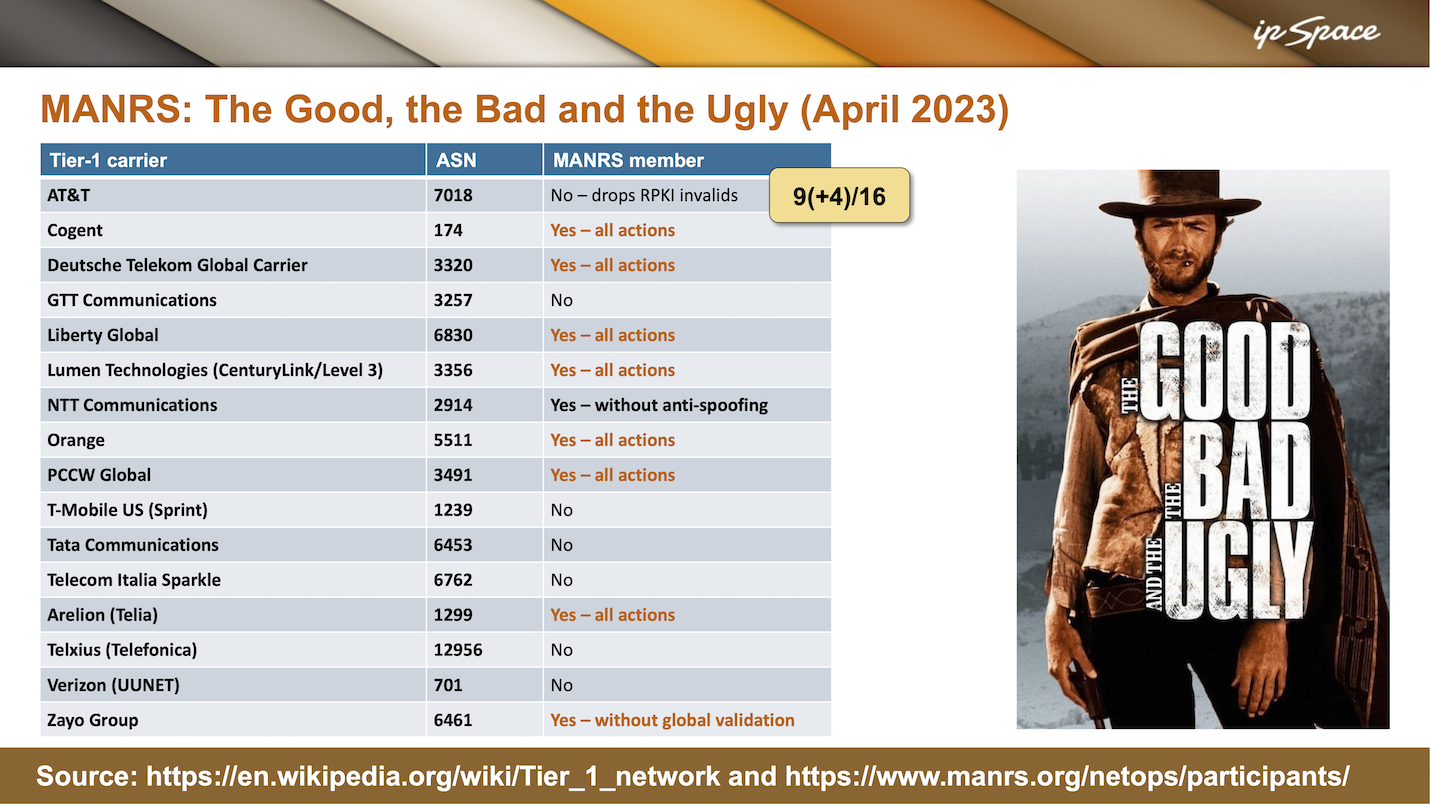 ipSpace
MANRS: The Good, the Bad and the Ugly (April 2023)
Tier-1 carrier ASN MANRS member
AT&T 7018 No – drops RPKI invalids
9(+4)/16
Cogent 174 Yes – all actions
Deutsche Telekom Global Carrier 3320 Yes – all actions
GTT Communications 3257 No
Liberty Global 6830 Yes – all actions
Lumen Technologies (CenturyLink/Level 3) 3356 Yes – all actions
NTT Communications 2914 Yes – without anti-spoofing
Orange 5511 Yes – all actions
PCCW Global 3491 Yes – all actions
T-Mobile US (Sprint) 1239 No
Tata Communications 6453 No
Telecom Italia Sparkle 6762 No
Arelion (Telia) 1299 Yes – all actions
Telxius (Telefonica) 12956 No
Verizon (UUNET) 701 No
Zayo Group 6461 Yes – without global validation
THE GOOD
THE BAD
AND THE UGLY
Source: https://en.wikipedia.org/wiki/Tier_1_network and https://www.manrs.org/netops/participants/